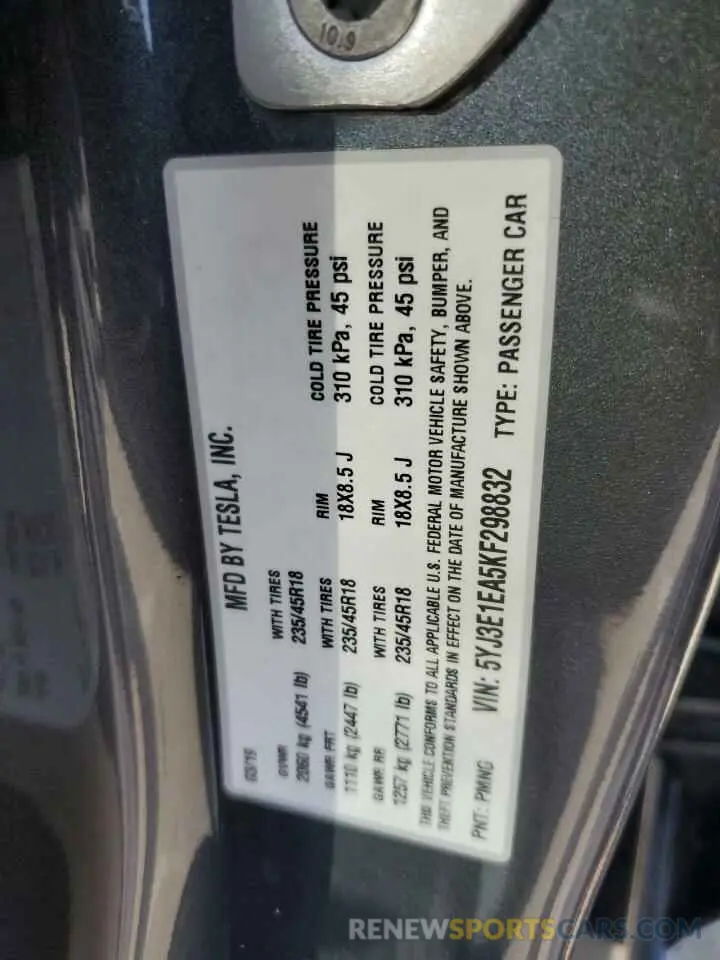 10.9
MFD BY TESLA, INC.
03/19
GVWR WITH TIRES
2060 kg (4541 lb) 235/45R18
GAWR FRT WITH TIRES RIM COLD TIRE PRESSURE
1110 kg (2447 lb) 235/45R18 18X8.5 J 310 kPa, 45 psi
GAWR RR WITH TIRES RIM COLD TIRE PRESSURE
1257 kg (2771 lb) 235/45R18 18X8.5 J 310 kPa, 45 psi
THIS VEHICLE CONFORMS TO ALL APPLICABLE U.S. FEDERAL MOTOR VEHICLE SAFETY, BUMPER, AND
THEFT PREVENTION STANDARDS IN EFFECT ON THE DATE OF MANUFACTURE SHOWN ABOVE.
PNT: PMNG VIN: 5YJ3E1EA5KF298832 TYPE: PASSENGER CAR
RENEWSPORTSCARS.COM